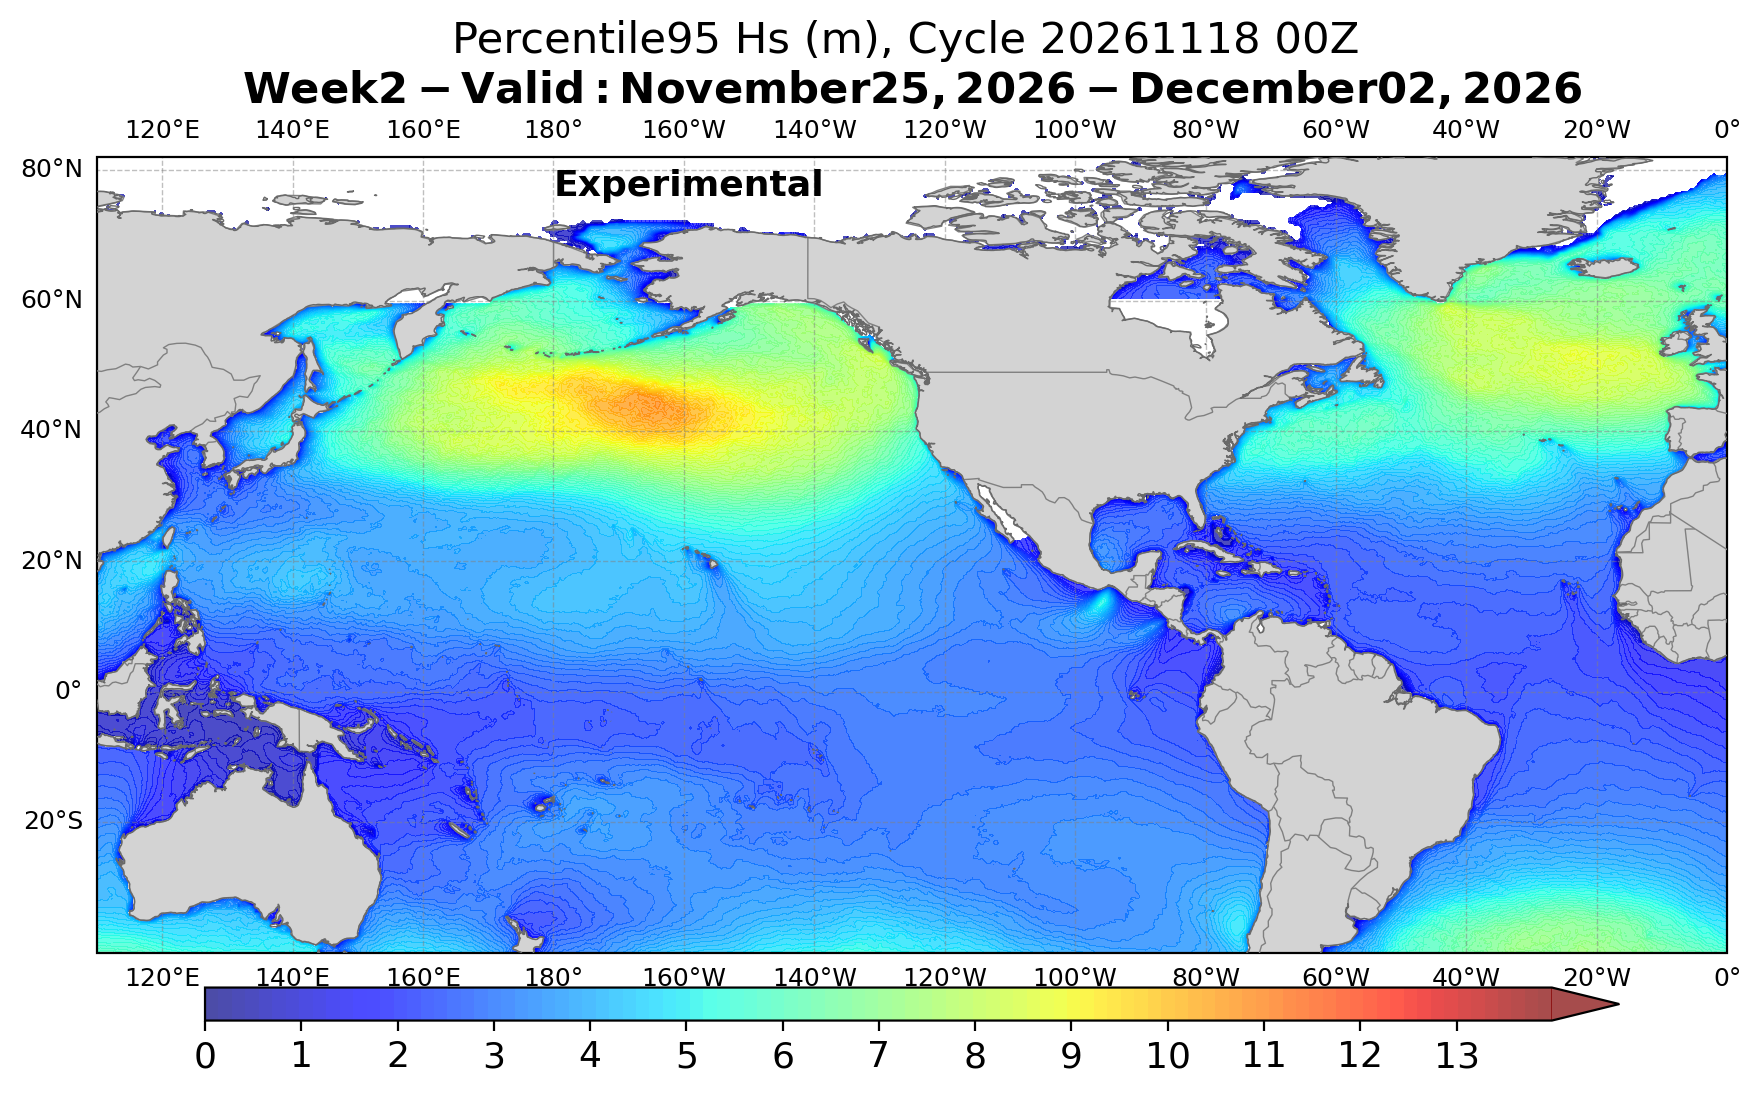 Percentile95 Hs (m), Cycle 20261118 00Z
Week2 − Valid : November25, 2026 − December02, 2026
120°E 140°E 160°E 180° 160°W 140°W 120°W 100°W 80°W 60°W 40°W 20°W 0°
80°N
Experimental
60°N
40°N
20°N
0°
20°S
120°E 140°E 160°E 180° 160°W 140°W 120°W 100°W 80°W 60°W 40°W 20°W 0°
0 1 2 3 4 5 6 7 8 9 10 11 12 13